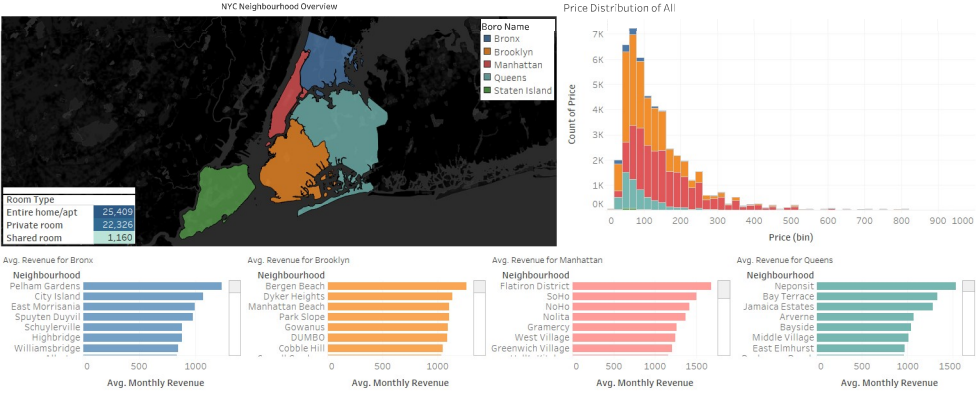 NYC Neighbourhood Overview
Boro Name
Bronx
Brooklyn
Manhattan
Queens
Staten Island
Room Type
Entire home/apt 25,409
Private room 22,326
Shared room 1,160
Price Distribution of All
Count of Price
7K
6K
5K
4K
3K
2K
1K
0K
0 100 200 300 400 500 600 700 800 900 1000
Price (bin)
Avg. Revenue for Bronx
Neighbourhood
Pelham Gardens
City Island
East Morrisania
Spuyten Duyvil
Schuylerville
Highbridge
Williamsbridge
0 500 1000
Avg. Monthly Revenue
Avg. Revenue for Brooklyn
Neighbourhood
Bergen Beach
Dyker Heights
Manhattan Beach
Park Slope
Gowanus
DUMBO
Cobble Hill
0 500 1000
Avg. Monthly Revenue
Avg. Revenue for Manhattan
Neighbourhood
Flatiron District
SoHo
NoHo
Nolita
Gramercy
West Village
Greenwich Village
0 500 1000 1500
Avg. Monthly Revenue
Avg. Revenue for Queens
Neighbourhood
Neponsit
Bay Terrace
Jamaica Estates
Arverne
Bayside
Middle Village
East Elmhurst
0 500 1000 1500
Avg. Monthly Revenue